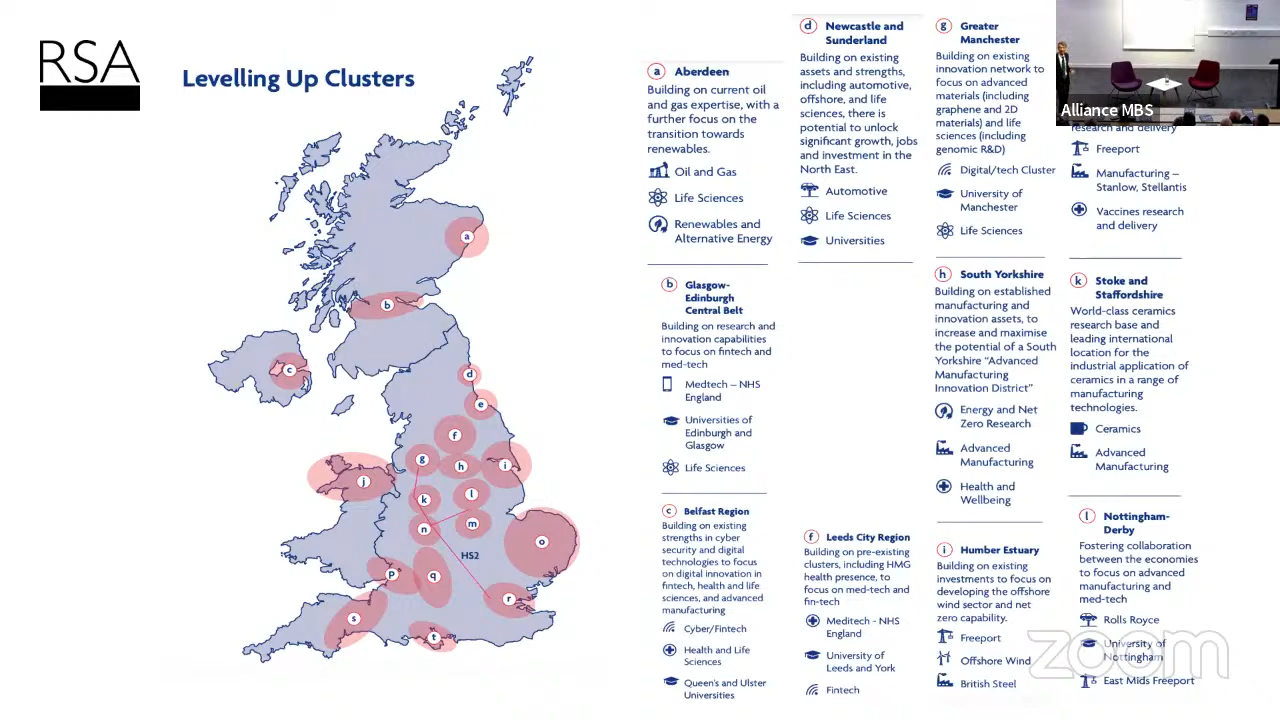 RSA
Levelling Up Clusters
a
b
c
d
e
f
g
h
i
j
k
l
m
n
o
p
q
r
s
t
HS2
a Aberdeen
Building on current oil
and gas expertise, with a
further focus on the
transition towards
renewables.
Oil and Gas
Life Sciences
Renewables and
Alternative Energy
b Glasgow-
Edinburgh
Central Belt
Building on research and
innovation capabilities
to focus on fintech and
med-tech
Medtech – NHS
England
Universities of
Edinburgh and
Glasgow
Life Sciences
c Belfast Region
Building on existing
strengths in cyber
security and digital
technologies to focus
on digital innovation in
fintech, health and life
sciences, and advanced
manufacturing
Cyber/Fintech
Health and Life
Sciences
Queen's and Ulster
Universities
d Newcastle and
Sunderland
Building on existing
assets and strengths,
including automotive,
offshore, and life
sciences, there is
potential to unlock
significant growth, jobs
and investment in the
North East.
Automotive
Life Sciences
Universities
f Leeds City Region
Building on pre-existing
clusters, including HMG
health presence, to
focus on med-tech and
fin-tech
Meditech - NHS
England
University of
Leeds and York
Fintech
g Greater
Manchester
Building on existing
innovation network to
focus on advanced
materials (including
graphene and 2D
materials) and life
sciences (including
genomic R&D)
Digital/tech Cluster
University of
Manchester
Life Sciences
h South Yorkshire
Building on established
manufacturing and
innovation assets, to
increase and maximise
the potential of a South
Yorkshire "Advanced
Manufacturing
Innovation District"
Energy and Net
Zero Research
Advanced
Manufacturing
Health and
Wellbeing
i Humber Estuary
Building on existing
investments to focus on
developing the offshore
wind sector and net
zero capability.
Freeport
Offshore Wind
British Steel
Alliance MBS
research and delivery
Freeport
Manufacturing –
Stanlow, Stellantis
Vaccines research
and delivery
k Stoke and
Staffordshire
World-class ceramics
research base and
leading international
location for the
industrial application of
ceramics in a range of
manufacturing
technologies.
Ceramics
Advanced
Manufacturing
l Nottingham-
Derby
Fostering collaboration
between the economies
to focus on advanced
manufacturing and
med-tech
Rolls Royce
University of
Nottingham
East Mids Freeport
zoom